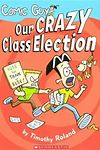 Comic Guy
Our CRAZY
Class Election
by Timothy Roland